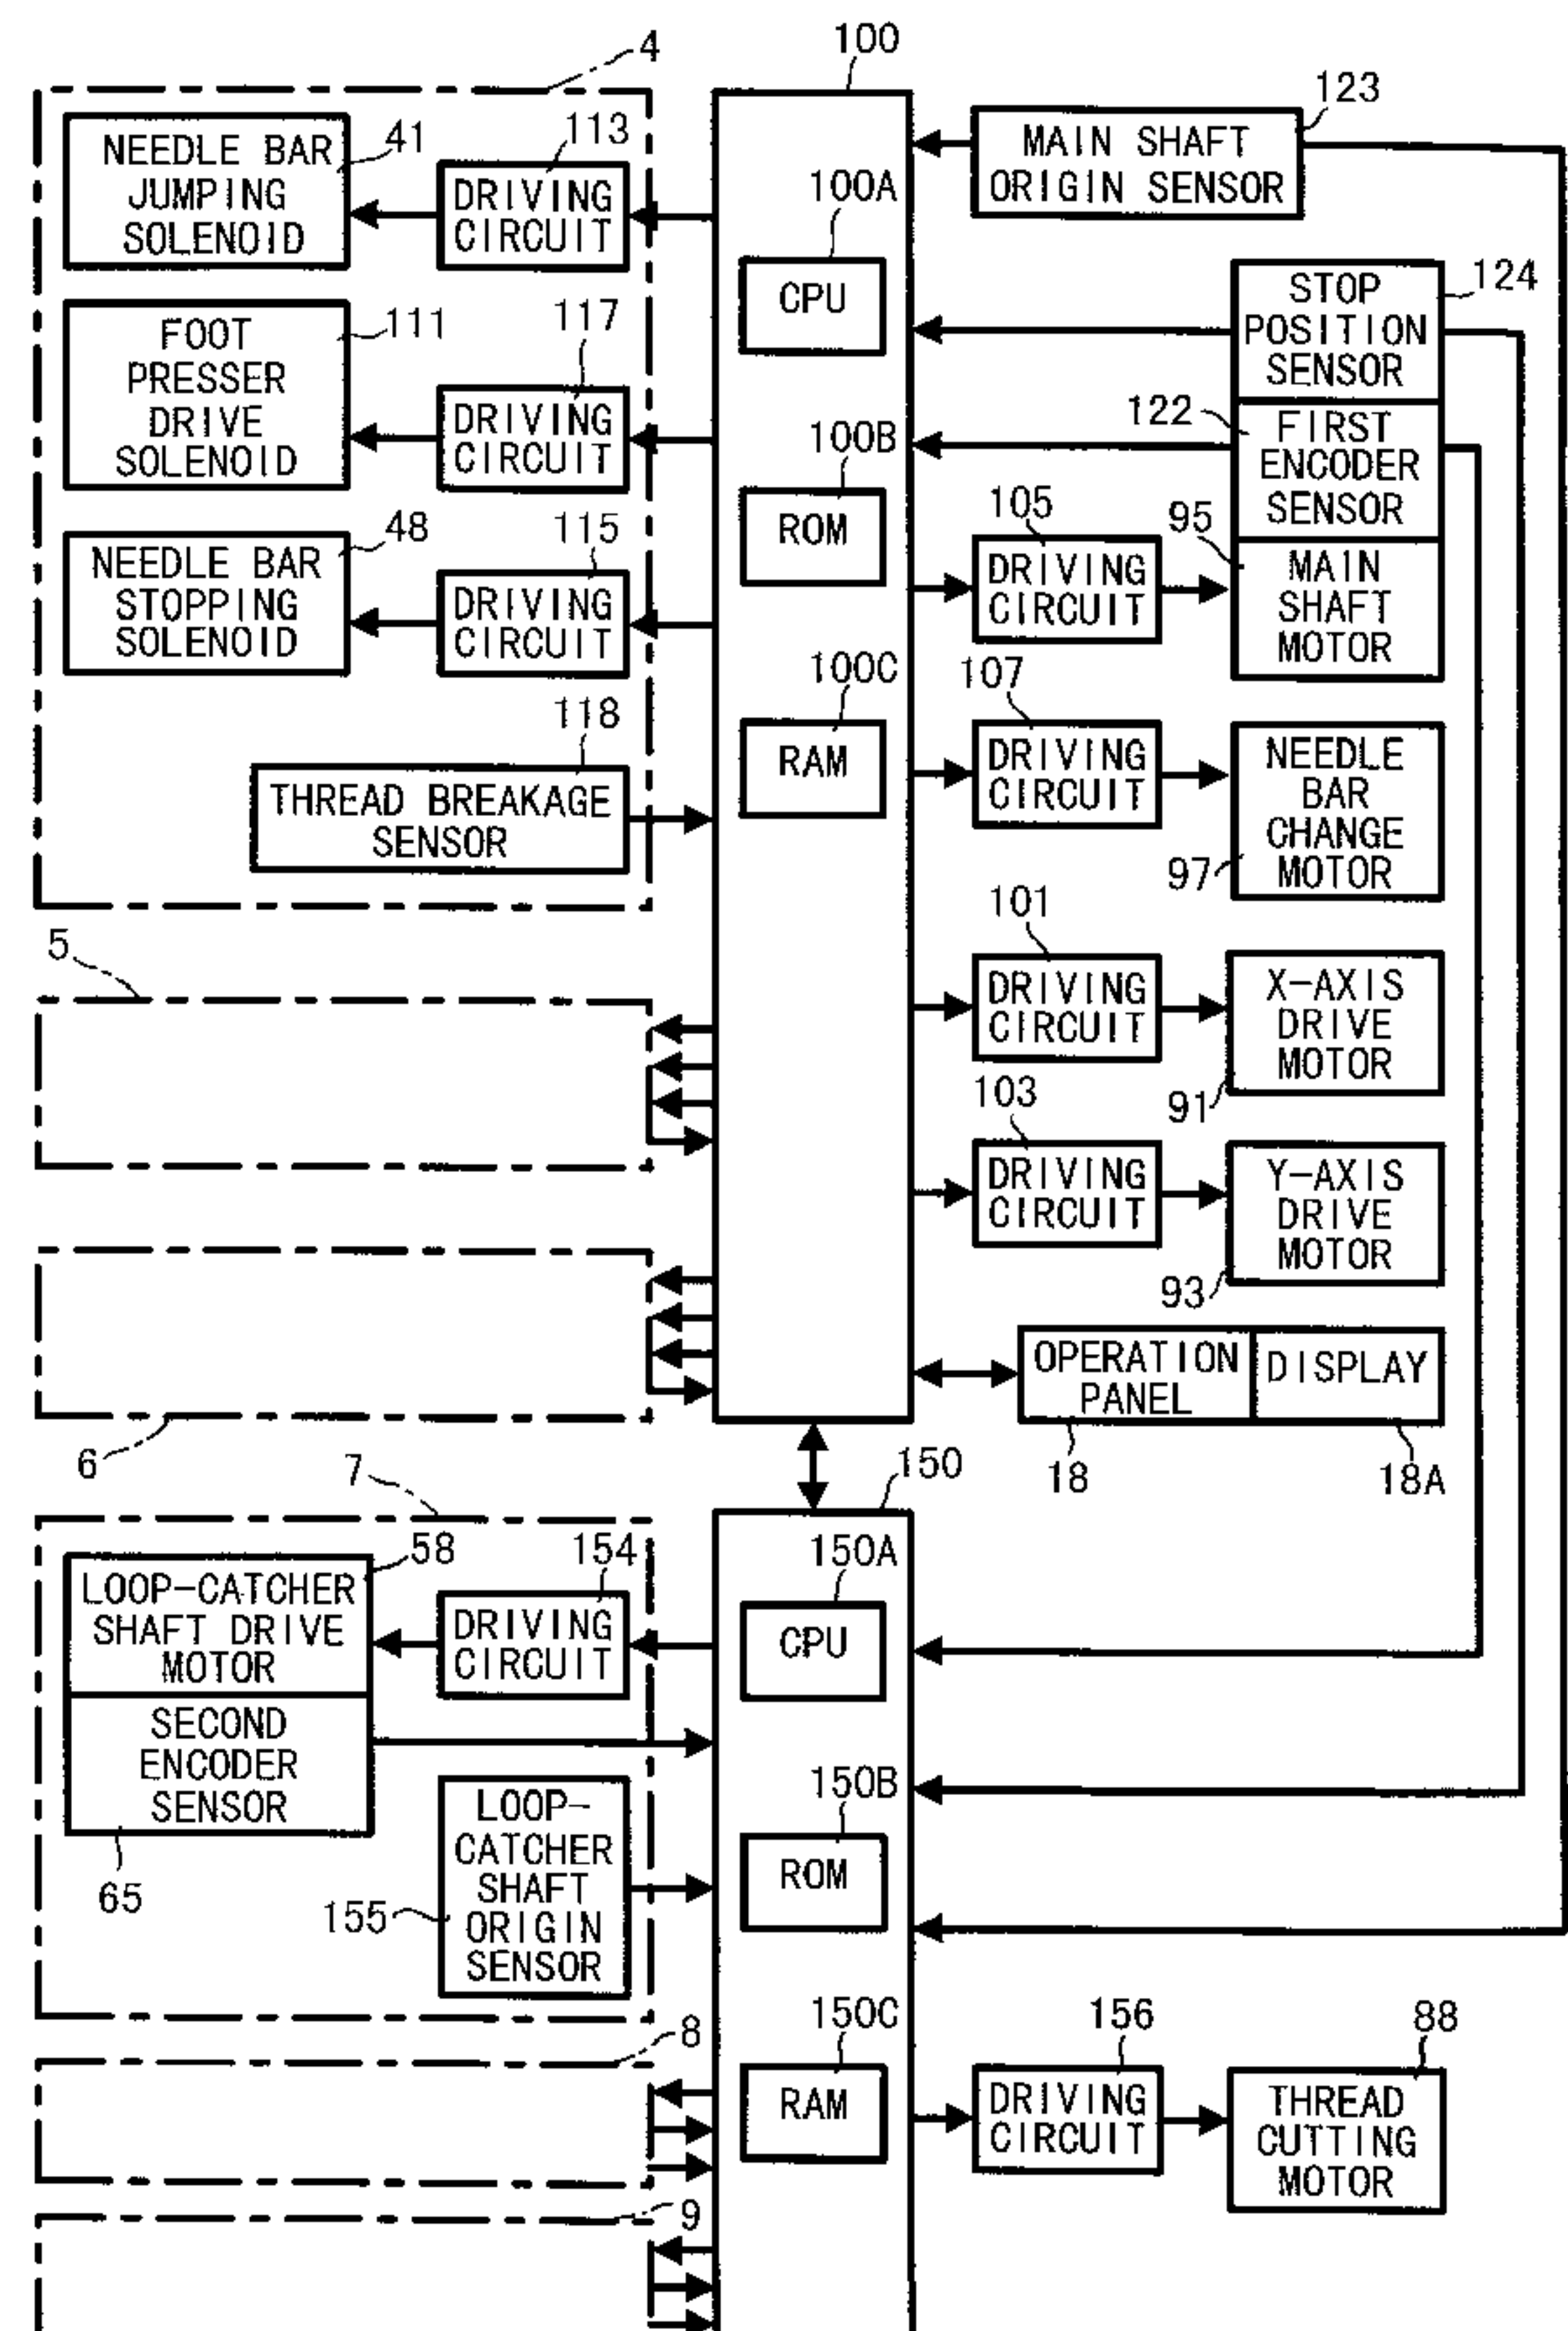 4
100
NEEDLE BAR
JUMPING
SOLENOID
41
113
DRIVING
CIRCUIT
FOOT
PRESSER
DRIVE
SOLENOID
111
117
DRIVING
CIRCUIT
NEEDLE BAR
STOPPING
SOLENOID
48
115
DRIVING
CIRCUIT
118
THREAD BREAKAGE
SENSOR
5
6
100A
CPU
100B
ROM
100C
RAM
MAIN SHAFT
ORIGIN SENSOR
123
STOP
POSITION
SENSOR
124
122
FIRST
ENCODER
SENSOR
105
DRIVING
CIRCUIT
95
MAIN
SHAFT
MOTOR
107
DRIVING
CIRCUIT
NEEDLE
BAR
CHANGE
MOTOR
97
101
DRIVING
CIRCUIT
X-AXIS
DRIVE
MOTOR
91
103
DRIVING
CIRCUIT
Y-AXIS
DRIVE
MOTOR
93
OPERATION
PANEL
DISPLAY
18
18A
7
150
LOOP-CATCHER
SHAFT DRIVE
MOTOR
58
154
DRIVING
CIRCUIT
SECOND
ENCODER
SENSOR
65
LOOP-
CATCHER
SHAFT
ORIGIN
SENSOR
155
8
9
150A
CPU
150B
ROM
150C
RAM
156
DRIVING
CIRCUIT
88
THREAD
CUTTING
MOTOR